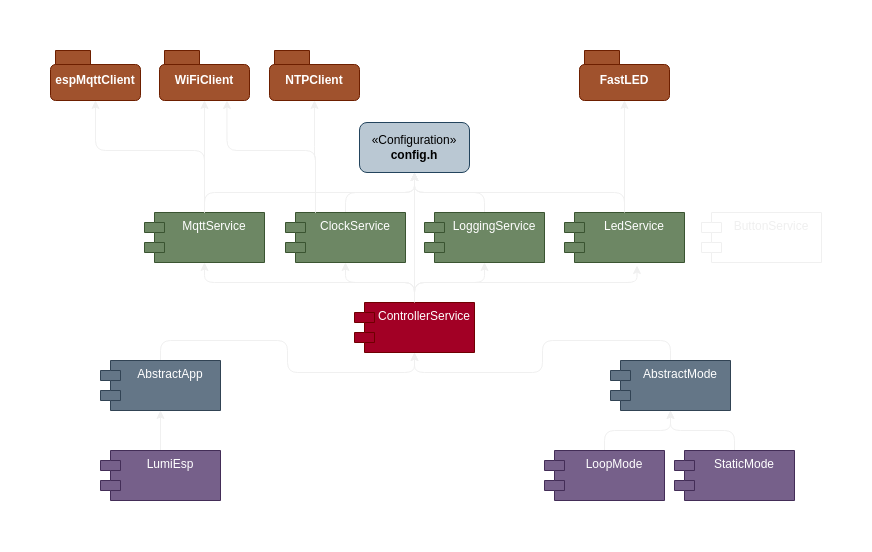 espMqttClient
WiFiClient
NTPClient
FastLED
«Configuration»
config.h
MqttService
ClockService
LoggingService
LedService
ButtonService
ControllerService
AbstractApp
AbstractMode
LumiEsp
LoopMode
StaticMode